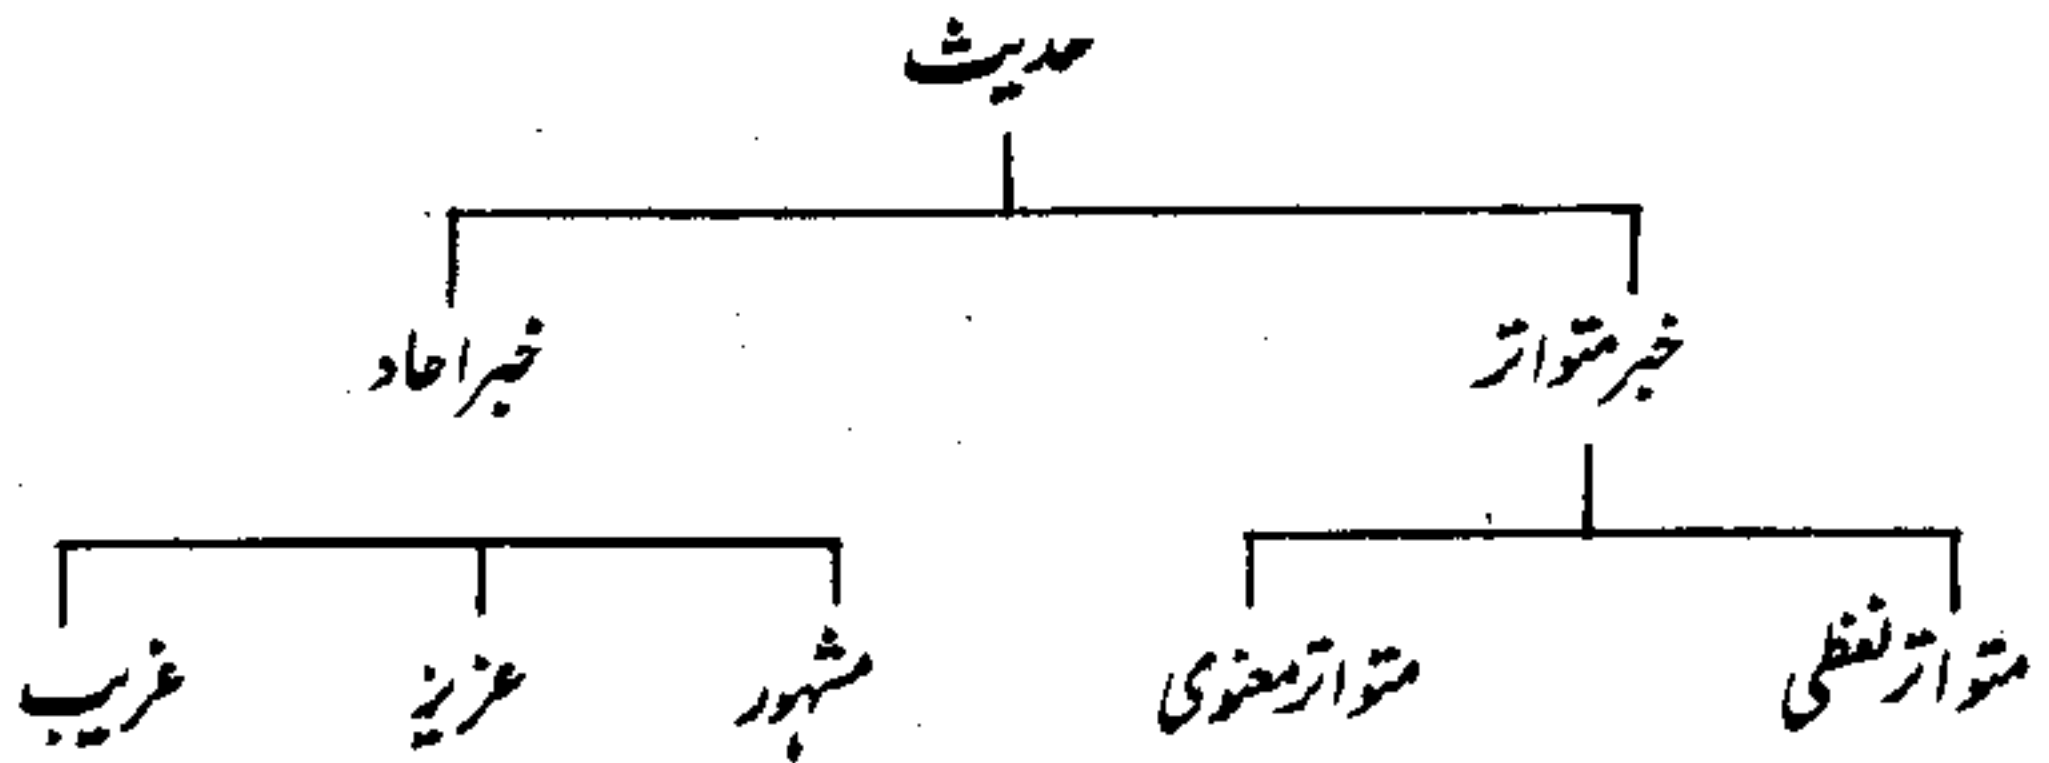 حدیث
خبر متواتر خبر احاد
متواتر لفظی متواتر معنوی مشہور عزیز غریب